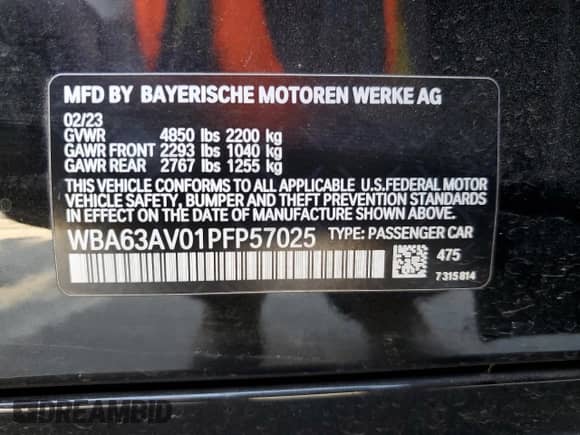 MFD BY BAYERISCHE MOTOREN WERKE AG
02/23
GVWR 4850 lbs 2200 kg
GAWR FRONT 2293 lbs 1040 kg
GAWR REAR 2767 lbs 1255 kg
THIS VEHICLE CONFORMS TO ALL APPLICABLE U.S.FEDERAL MOTOR
VEHICLE SAFETY, BUMPER AND THEFT PREVENTION STANDARDS
IN EFFECT ON THE DATE OF MANUFACTURE SHOWN ABOVE.
WBA63AV01PFP57025 TYPE: PASSENGER CAR
475
7315814
DREAMBID